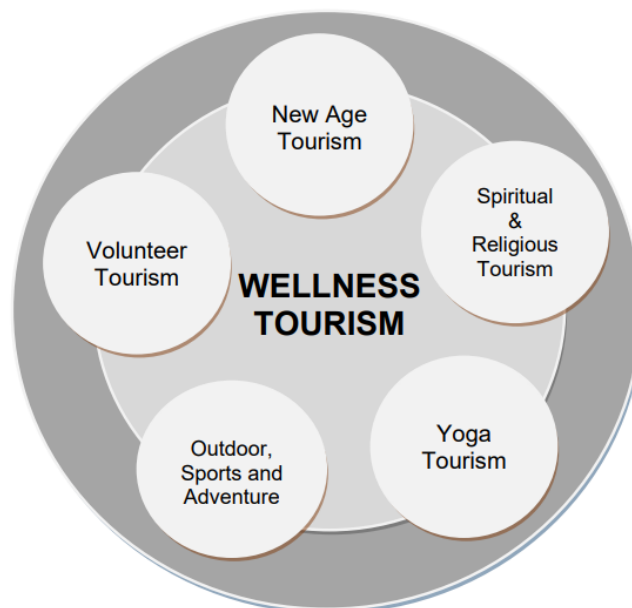 New Age
Tourism
Spiritual
&
Religious
Tourism
Volunteer
Tourism
WELLNESS
TOURISM
Yoga
Tourism
Outdoor,
Sports and
Adventure